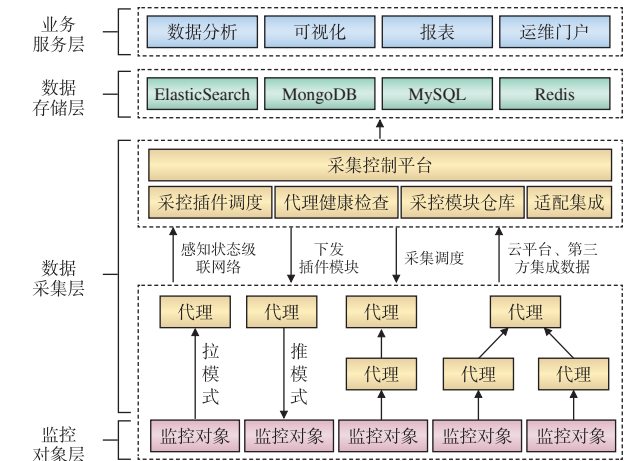 业务
服务层
数据分析
可视化
报表
运维门户
数据
存储层
ElasticSearch
MongoDB
MySQL
Redis
数据
采集层
采集控制平台
采控插件调度
代理健康检查
采控模块仓库
适配集成
感知状态级
联网络
下发
插件模块
采集调度
云平台、第三
方集成数据
代理
代理
代理
代理
拉
模
式
推
模
式
代理
代理
代理
监控
对象层
监控对象
监控对象
监控对象
监控对象
监控对象